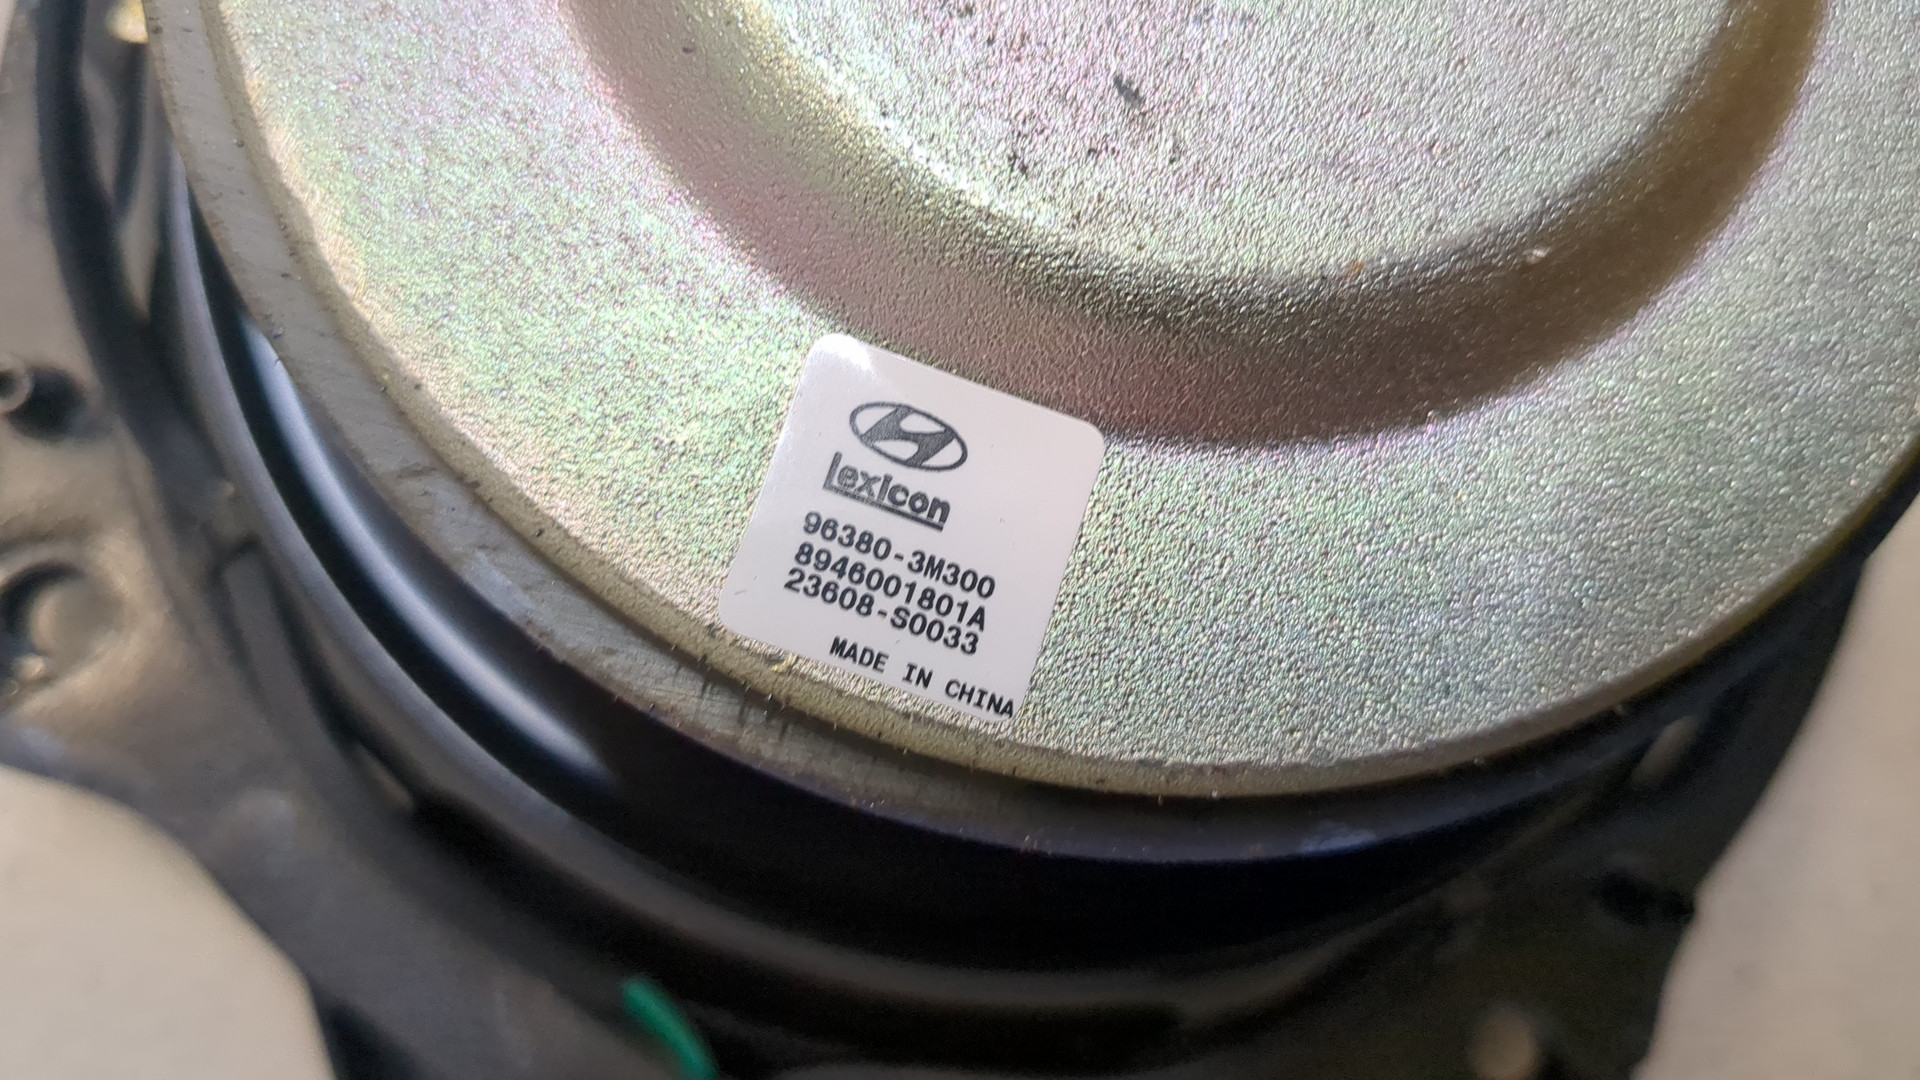 Lexicon
96380-3M300
8946001801A
23608-S0033
MADE IN CHINA